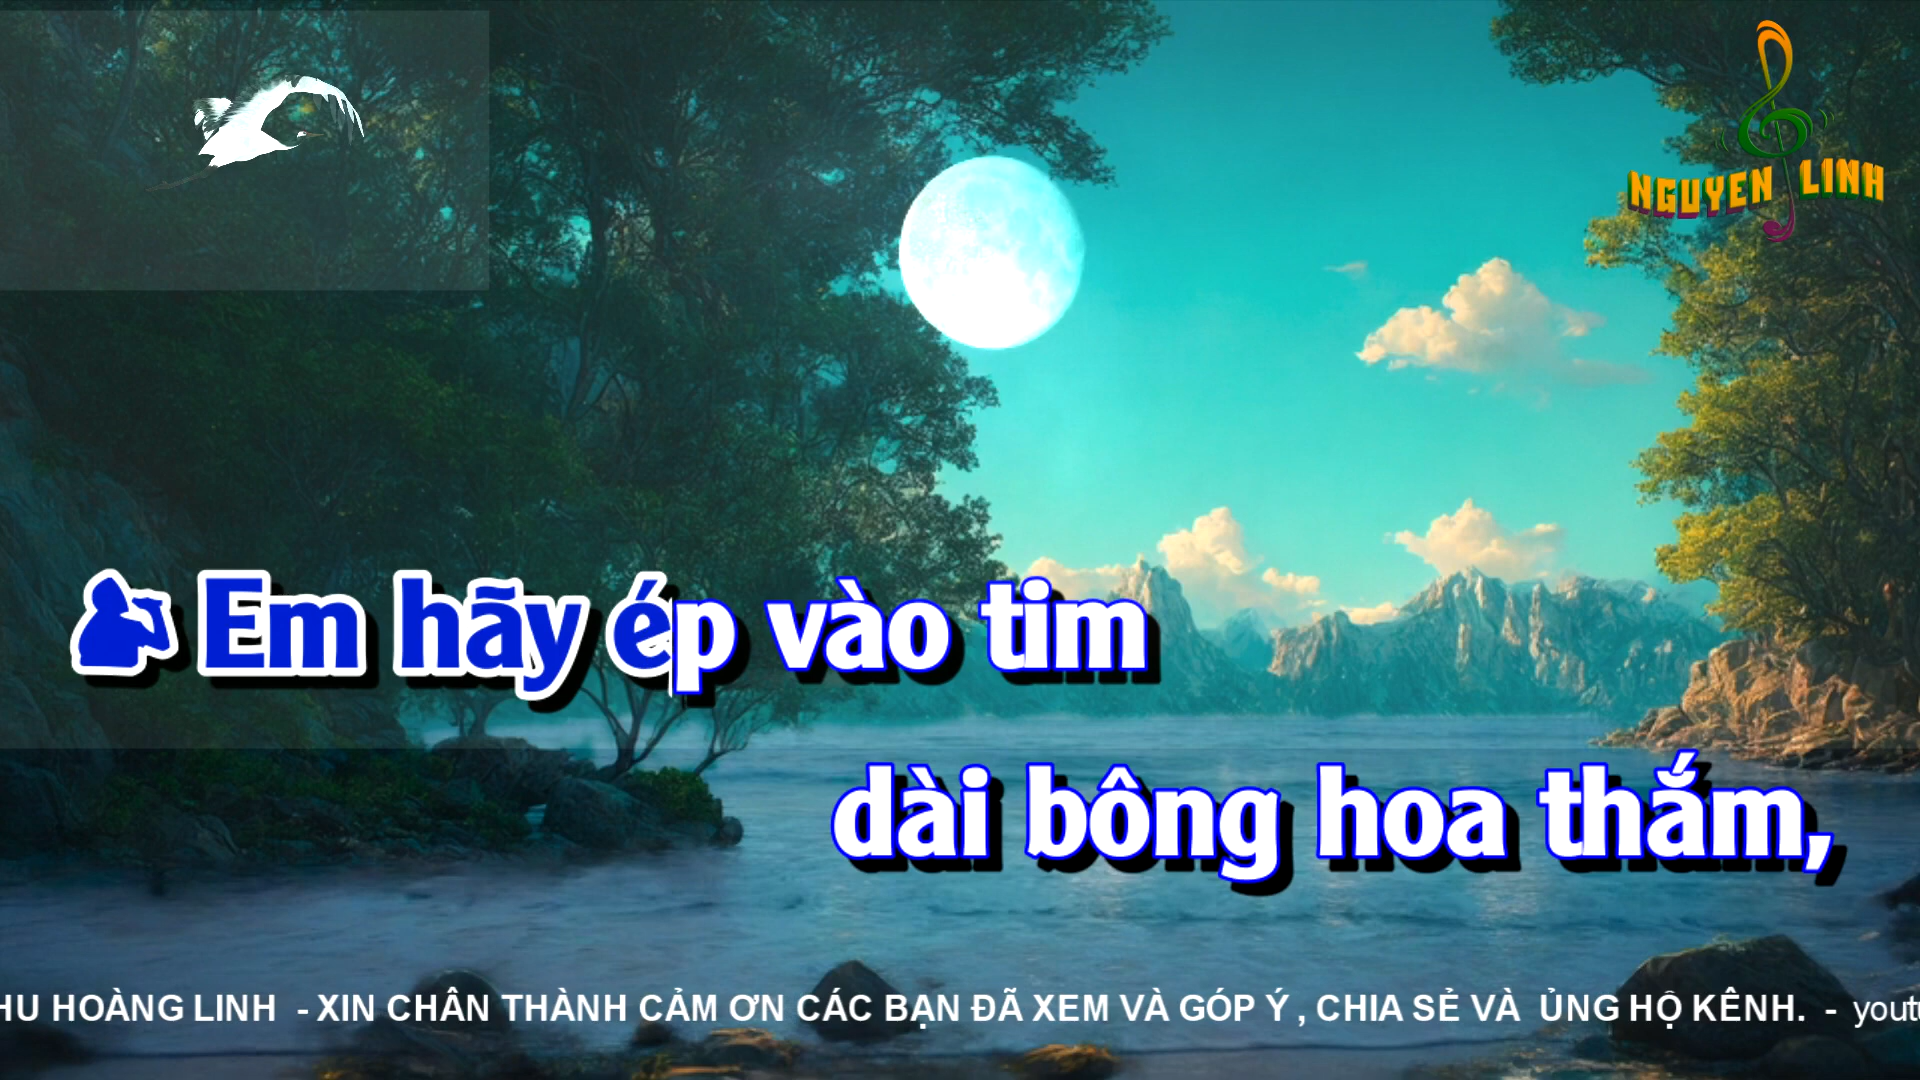 NGUYEN LINH
Em hãy ép vào tim
dài bông hoa thắm,
HU HOÀNG LINH - XIN CHÂN THÀNH CẢM ƠN CÁC BẠN ĐÃ XEM VÀ GÓP Ý , CHIA SẺ VÀ ỦNG HỘ KÊNH. -